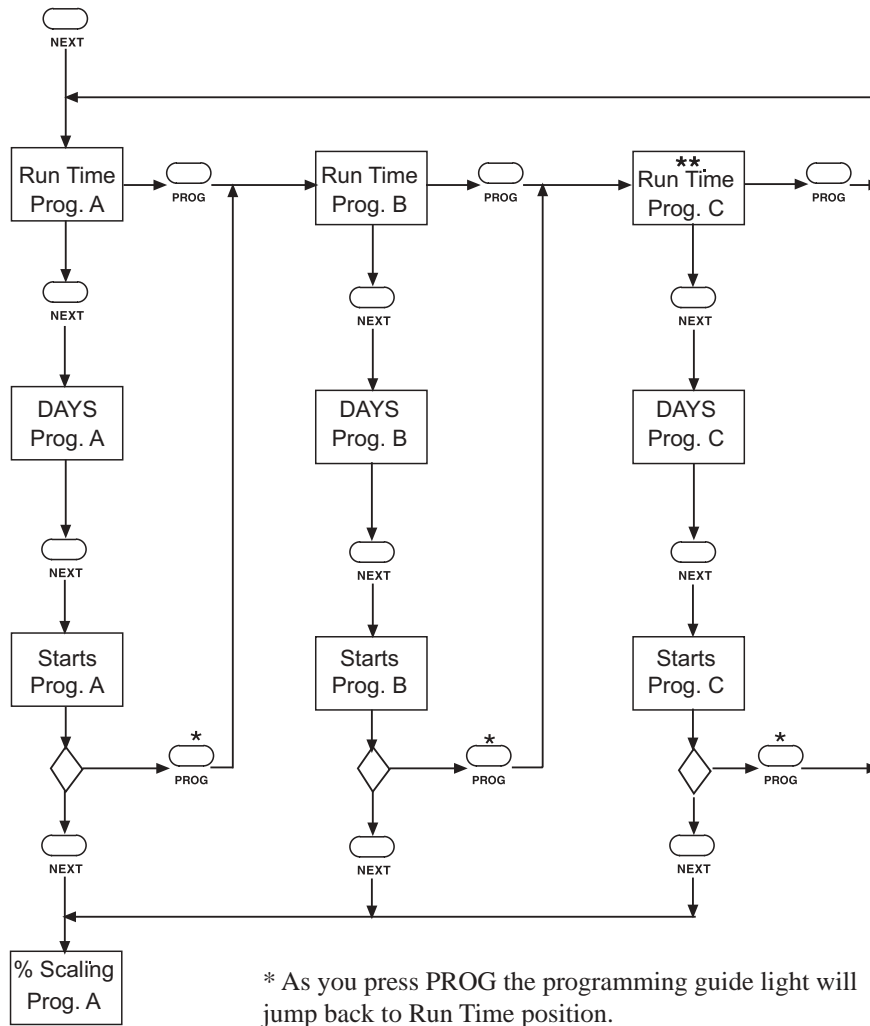 NEXT
Run Time
Prog. A
PROG
Run Time
Prog. B
PROG
**
Run Time
Prog. C
PROG
NEXT
NEXT
NEXT
DAYS
Prog. A
DAYS
Prog. B
DAYS
Prog. C
NEXT
NEXT
NEXT
Starts
Prog. A
Starts
Prog. B
Starts
Prog. C
*
PROG
*
PROG
*
PROG
NEXT
NEXT
NEXT
% Scaling
Prog. A
* As you press PROG the programming guide light will
jump back to Run Time position.